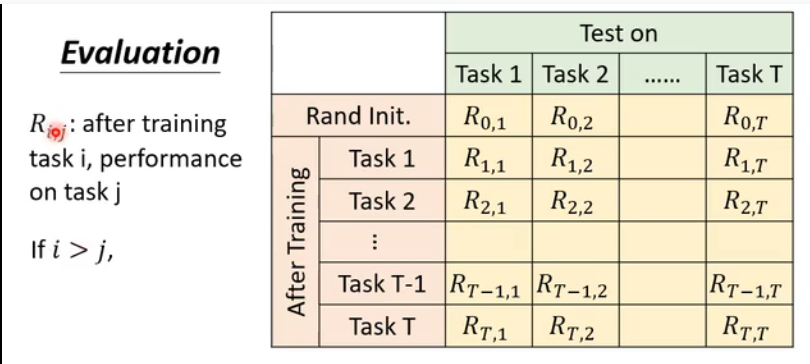 Evaluation
R_{i,j}: after training
task i, performance
on task j
If i > j,
Test on
Task 1 Task 2 ...... Task T
Rand Init. R_{0,1} R_{0,2} R_{0,T}
After Training
Task 1 R_{1,1} R_{1,2} R_{1,T}
Task 2 R_{2,1} R_{2,2} R_{2,T}
⋮
Task T-1 R_{T−1,1} R_{T−1,2} R_{T−1,T}
Task T R_{T,1} R_{T,2} R_{T,T}